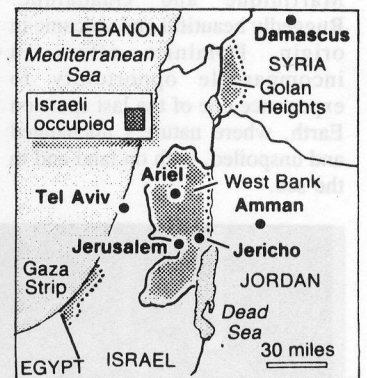 LEBANON
Damascus
Mediterranean
Sea
SYRIA
Golan
Heights
Israeli
occupied
Ariel
West Bank
Tel Aviv
Amman
Jerusalem
Jericho
Gaza
Strip
JORDAN
Dead
Sea
30 miles
EGYPT
ISRAEL